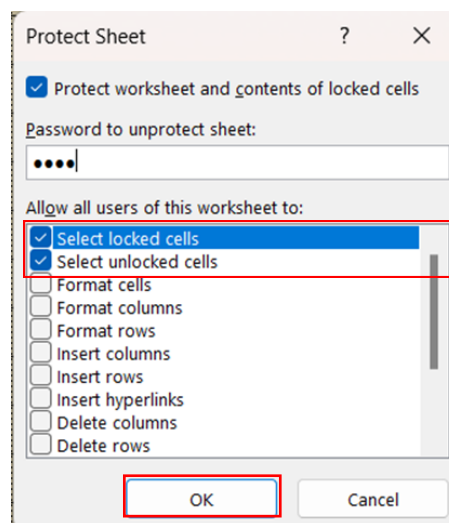 Protect Sheet ? ×
Protect worksheet and contents of locked cells
Password to unprotect sheet:
••••
Allow all users of this worksheet to:
Select locked cells
Select unlocked cells
Format cells
Format columns
Format rows
Insert columns
Insert rows
Insert hyperlinks
Delete columns
Delete rows
OK Cancel